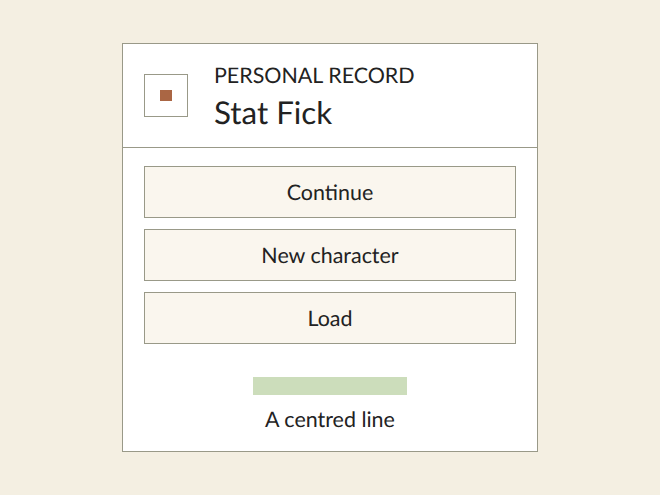 PERSONAL RECORD
Stat Fick
Continue
New character
Load
A centred line